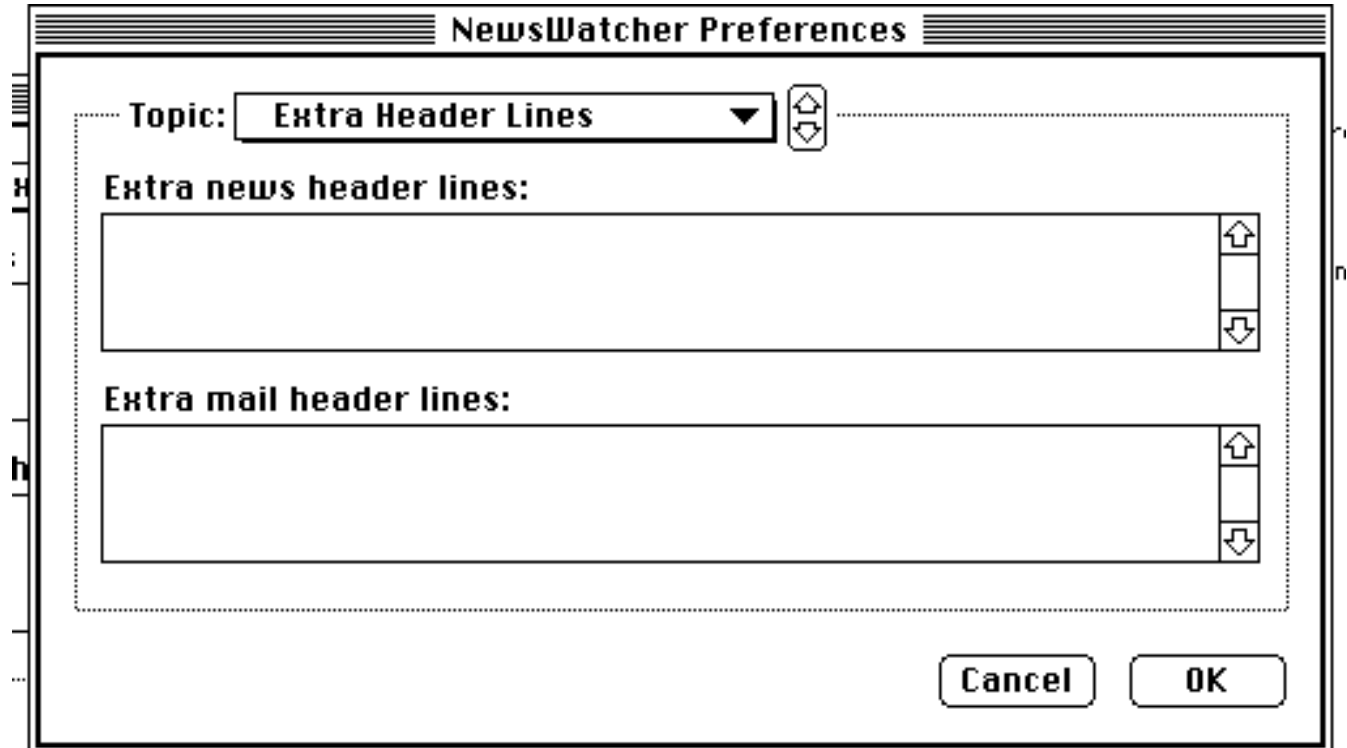 NewsWatcher Preferences
Topic: Extra Header Lines
Extra news header lines:
Extra mail header lines:
Cancel OK